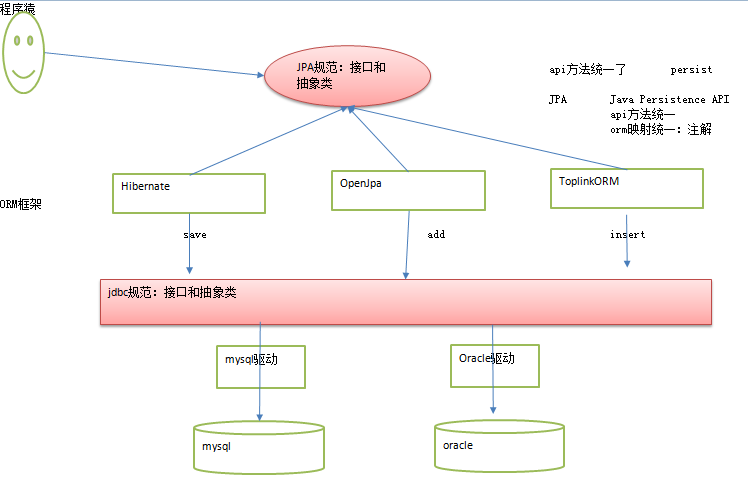 程序猿
JPA规范：接口和
抽象类
api方法统一了 persist
JPA Java Persistence API
api方法统一
orm映射统一：注解
Hibernate
OpenJpa
ToplinkORM
ORM框架
save
add
insert
jdbc规范：接口和抽象类
mysql驱动
Oracle驱动
mysql
oracle